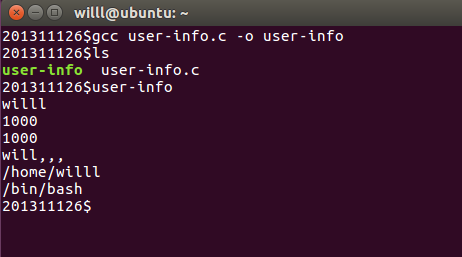 willl@ubuntu: ~
201311126$gcc user-info.c -o user-info
201311126$ls
user-info  user-info.c
201311126$user-info
willl
1000
1000
will,,,
/home/willl
/bin/bash
201311126$